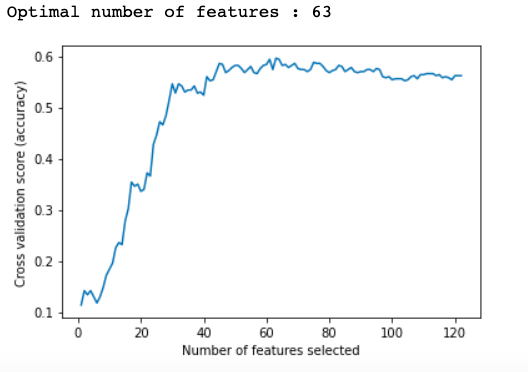 Optimal number of features : 63
0.6
0.5
0.4
0.3
0.2
0.1
Cross validation score (accuracy)
0 20 40 60 80 100 120
Number of features selected